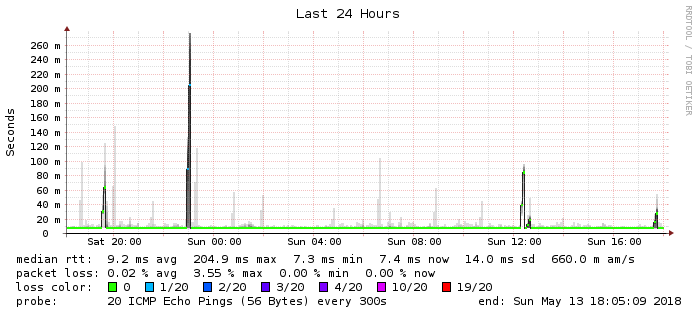 Last 24 Hours
RRDTOOL / TOBI OETIKER
Seconds
260 m
240 m
220 m
200 m
180 m
160 m
140 m
120 m
100 m
80 m
60 m
40 m
20 m
0
Sat 20:00 Sun 00:00 Sun 04:00 Sun 08:00 Sun 12:00 Sun 16:00
median rtt: 9.2 ms avg 204.9 ms max 7.3 ms min 7.4 ms now 14.0 ms sd 660.0 m am/s
packet loss: 0.02 % avg 3.55 % max 0.00 % min 0.00 % now
loss color: 0 1/20 2/20 3/20 4/20 10/20 19/20
probe: 20 ICMP Echo Pings (56 Bytes) every 300s end: Sun May 13 18:05:09 2018